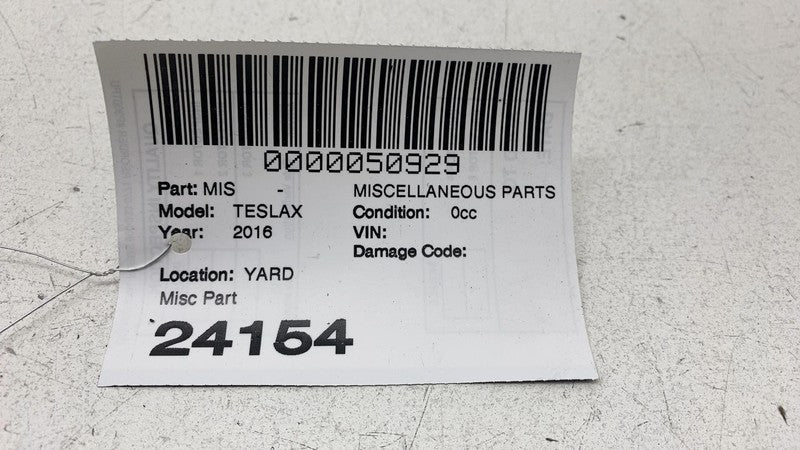 0000050929
Part: MIS - MISCELLANEOUS PARTS
Model: TESLAX Condition: 0cc
Year: 2016 VIN:
Damage Code:
Location: YARD
Misc Part
24154